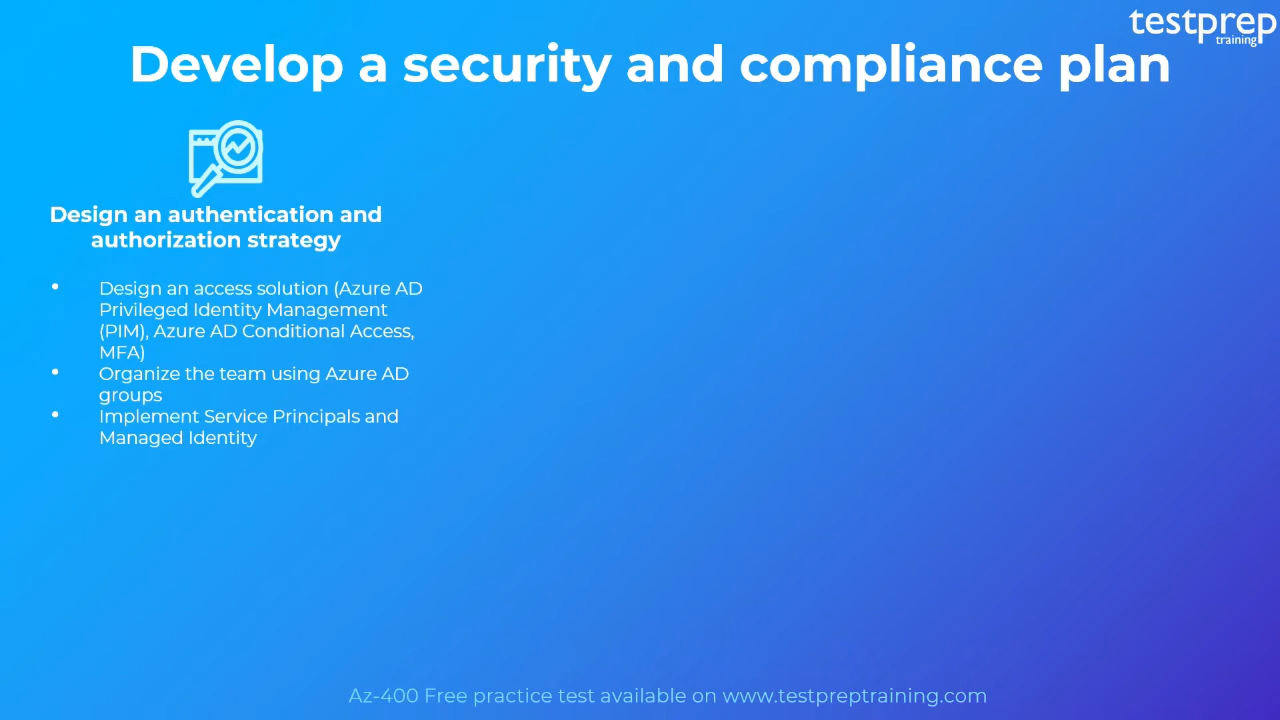 testprep
training
Develop a security and compliance plan
Design an authentication and
authorization strategy
• Design an access solution (Azure AD
Privileged Identity Management
(PIM), Azure AD Conditional Access,
MFA)
• Organize the team using Azure AD
groups
• Implement Service Principals and
Managed Identity
Az-400 Free practice test available on www.testpreptraining.com